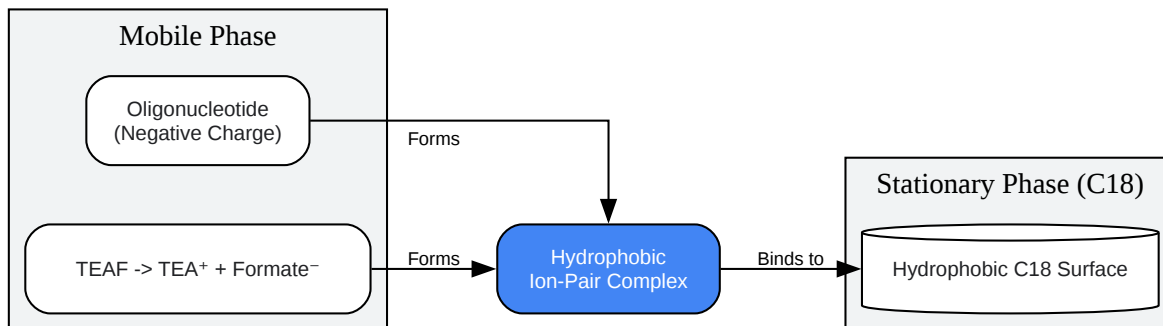 Mobile Phase
Oligonucleotide
(Negative Charge)
Forms
Stationary Phase (C18)
TEAF -> TEA⁺ + Formate⁻
Forms
Hydrophobic
Ion-Pair Complex
Binds to
Hydrophobic C18 Surface